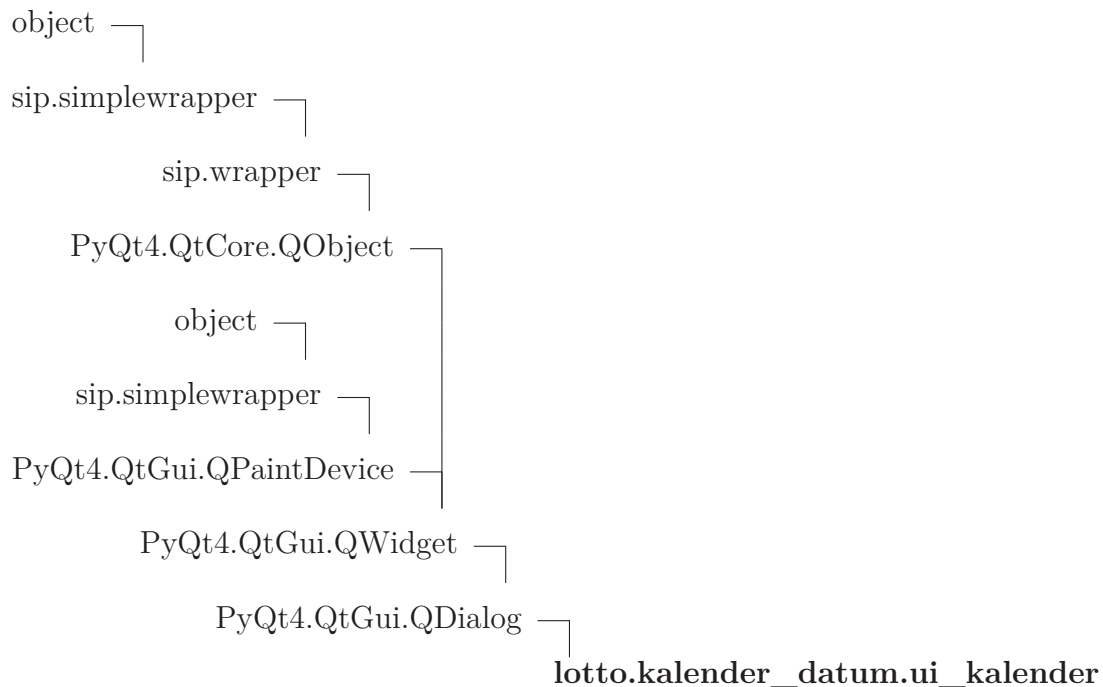 object
sip.simplewrapper
sip.wrapper
PyQt4.QtCore.QObject
object
sip.simplewrapper
PyQt4.QtGui.QPaintDevice
PyQt4.QtGui.QWidget
PyQt4.QtGui.QDialog
lotto.kalender_datum.ui_kalender